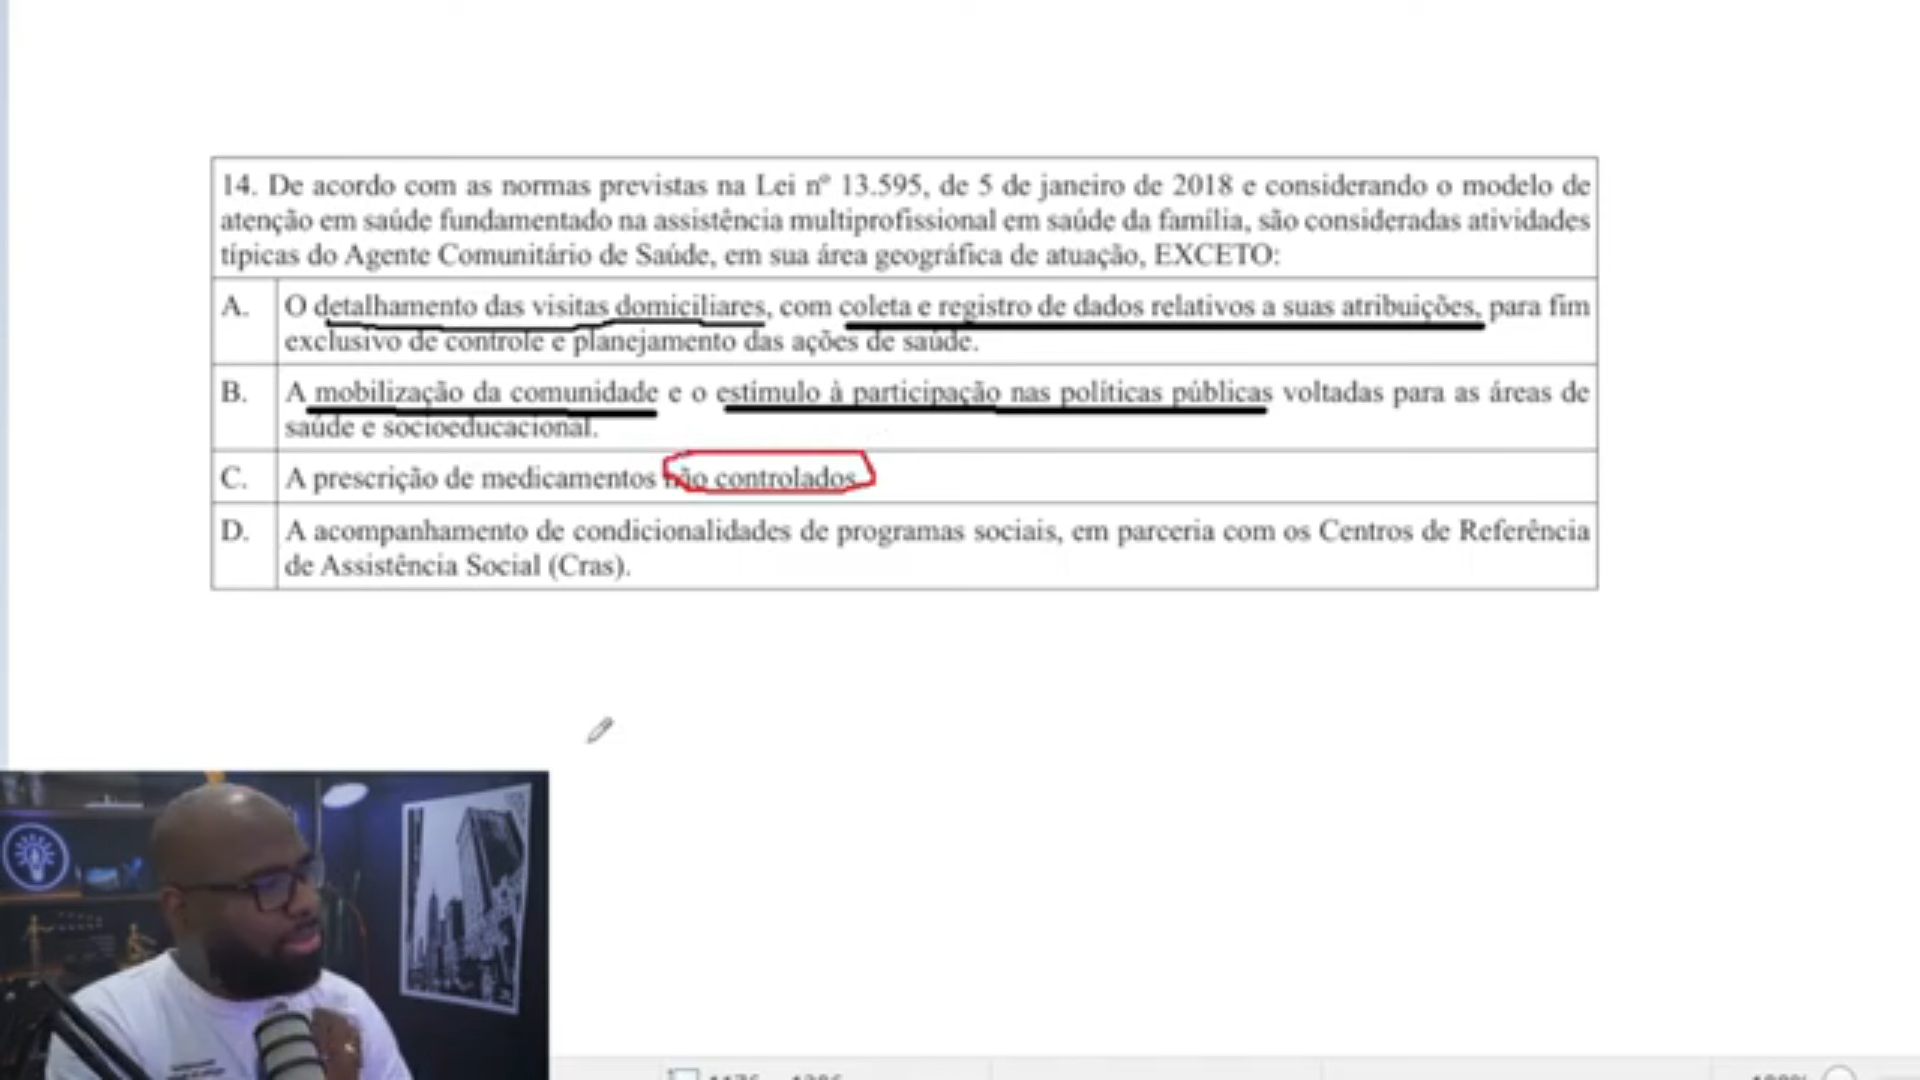 14. De acordo com as normas previstas na Lei nº 13.595, de 5 de janeiro de 2018 e considerando o modelo de
atenção em saúde fundamentado na assistência multiprofissional em saúde da família, são consideradas atividades
típicas do Agente Comunitário de Saúde, em sua área geográfica de atuação, EXCETO:
A. O detalhamento das visitas domiciliares, com coleta e registro de dados relativos a suas atribuições, para fim
exclusivo de controle e planejamento das ações de saúde.
B. A mobilização da comunidade e o estímulo à participação nas políticas públicas voltadas para as áreas de
saúde e socioeducacional.
C. A prescrição de medicamentos não controlados
D. A acompanhamento de condicionalidades de programas sociais, em parceria com os Centros de Referência
de Assistência Social (Cras).